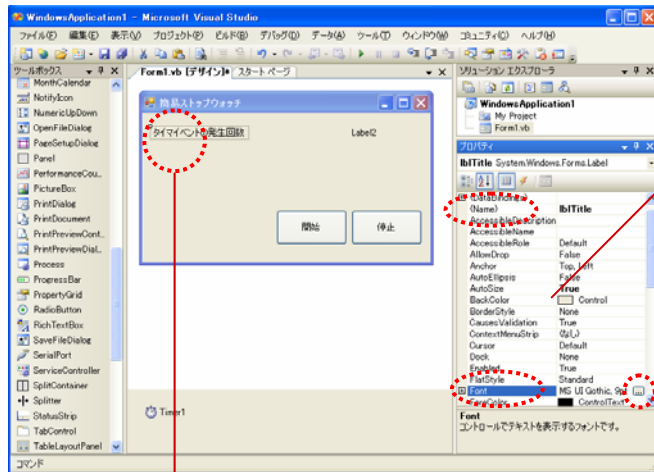 WindowsApplication1 - Microsoft Visual Studio
ファイル(F) 編集(E) 表示(V) プロジェクト(P) ビルド(B) デバッグ(D) データ(A) ツール(T) ウィンドウ(W) コミュニティ(C) ヘルプ(H)
ツールボックス
MonthCalendar
NotifyIcon
NumericUpDown
OpenFileDialog
PageSetupDialog
Panel
PerformanceCou...
PictureBox
PrintDialog
PrintDocument
PrintPreviewCont...
PrintPreviewDial...
Process
ProgressBar
PropertyGrid
RadioButton
RichTextBox
SaveFileDialog
SerialPort
ServiceController
SplitContainer
Splitter
StatusStrip
TabControl
TableLayoutPanel
Form1.vb [デザイン]* スタート ページ
簡易ストップウォッチ
タイマイベントの発生回数 Label2
開始 停止
Timer1
ソリューション エクスプローラ
WindowsApplication1
My Project
Form1.vb
プロパティ
lblTitle System.Windows.Forms.Label
(DataBindings)
(Name) lblTitle
AccessibleDescription
AccessibleName
AccessibleRole Default
AllowDrop False
Anchor Top, Left
AutoEllipsis False
AutoSize True
BackColor Control
BorderStyle None
CausesValidation True
ContextMenuStrip (なし)
Cursor Default
Dock None
Enabled True
FlatStyle Standard
Font MS UI Gothic, 9pt ...
ForeColor ControlText
Font
コントロールでテキストを表示するフォントです。
コマンド